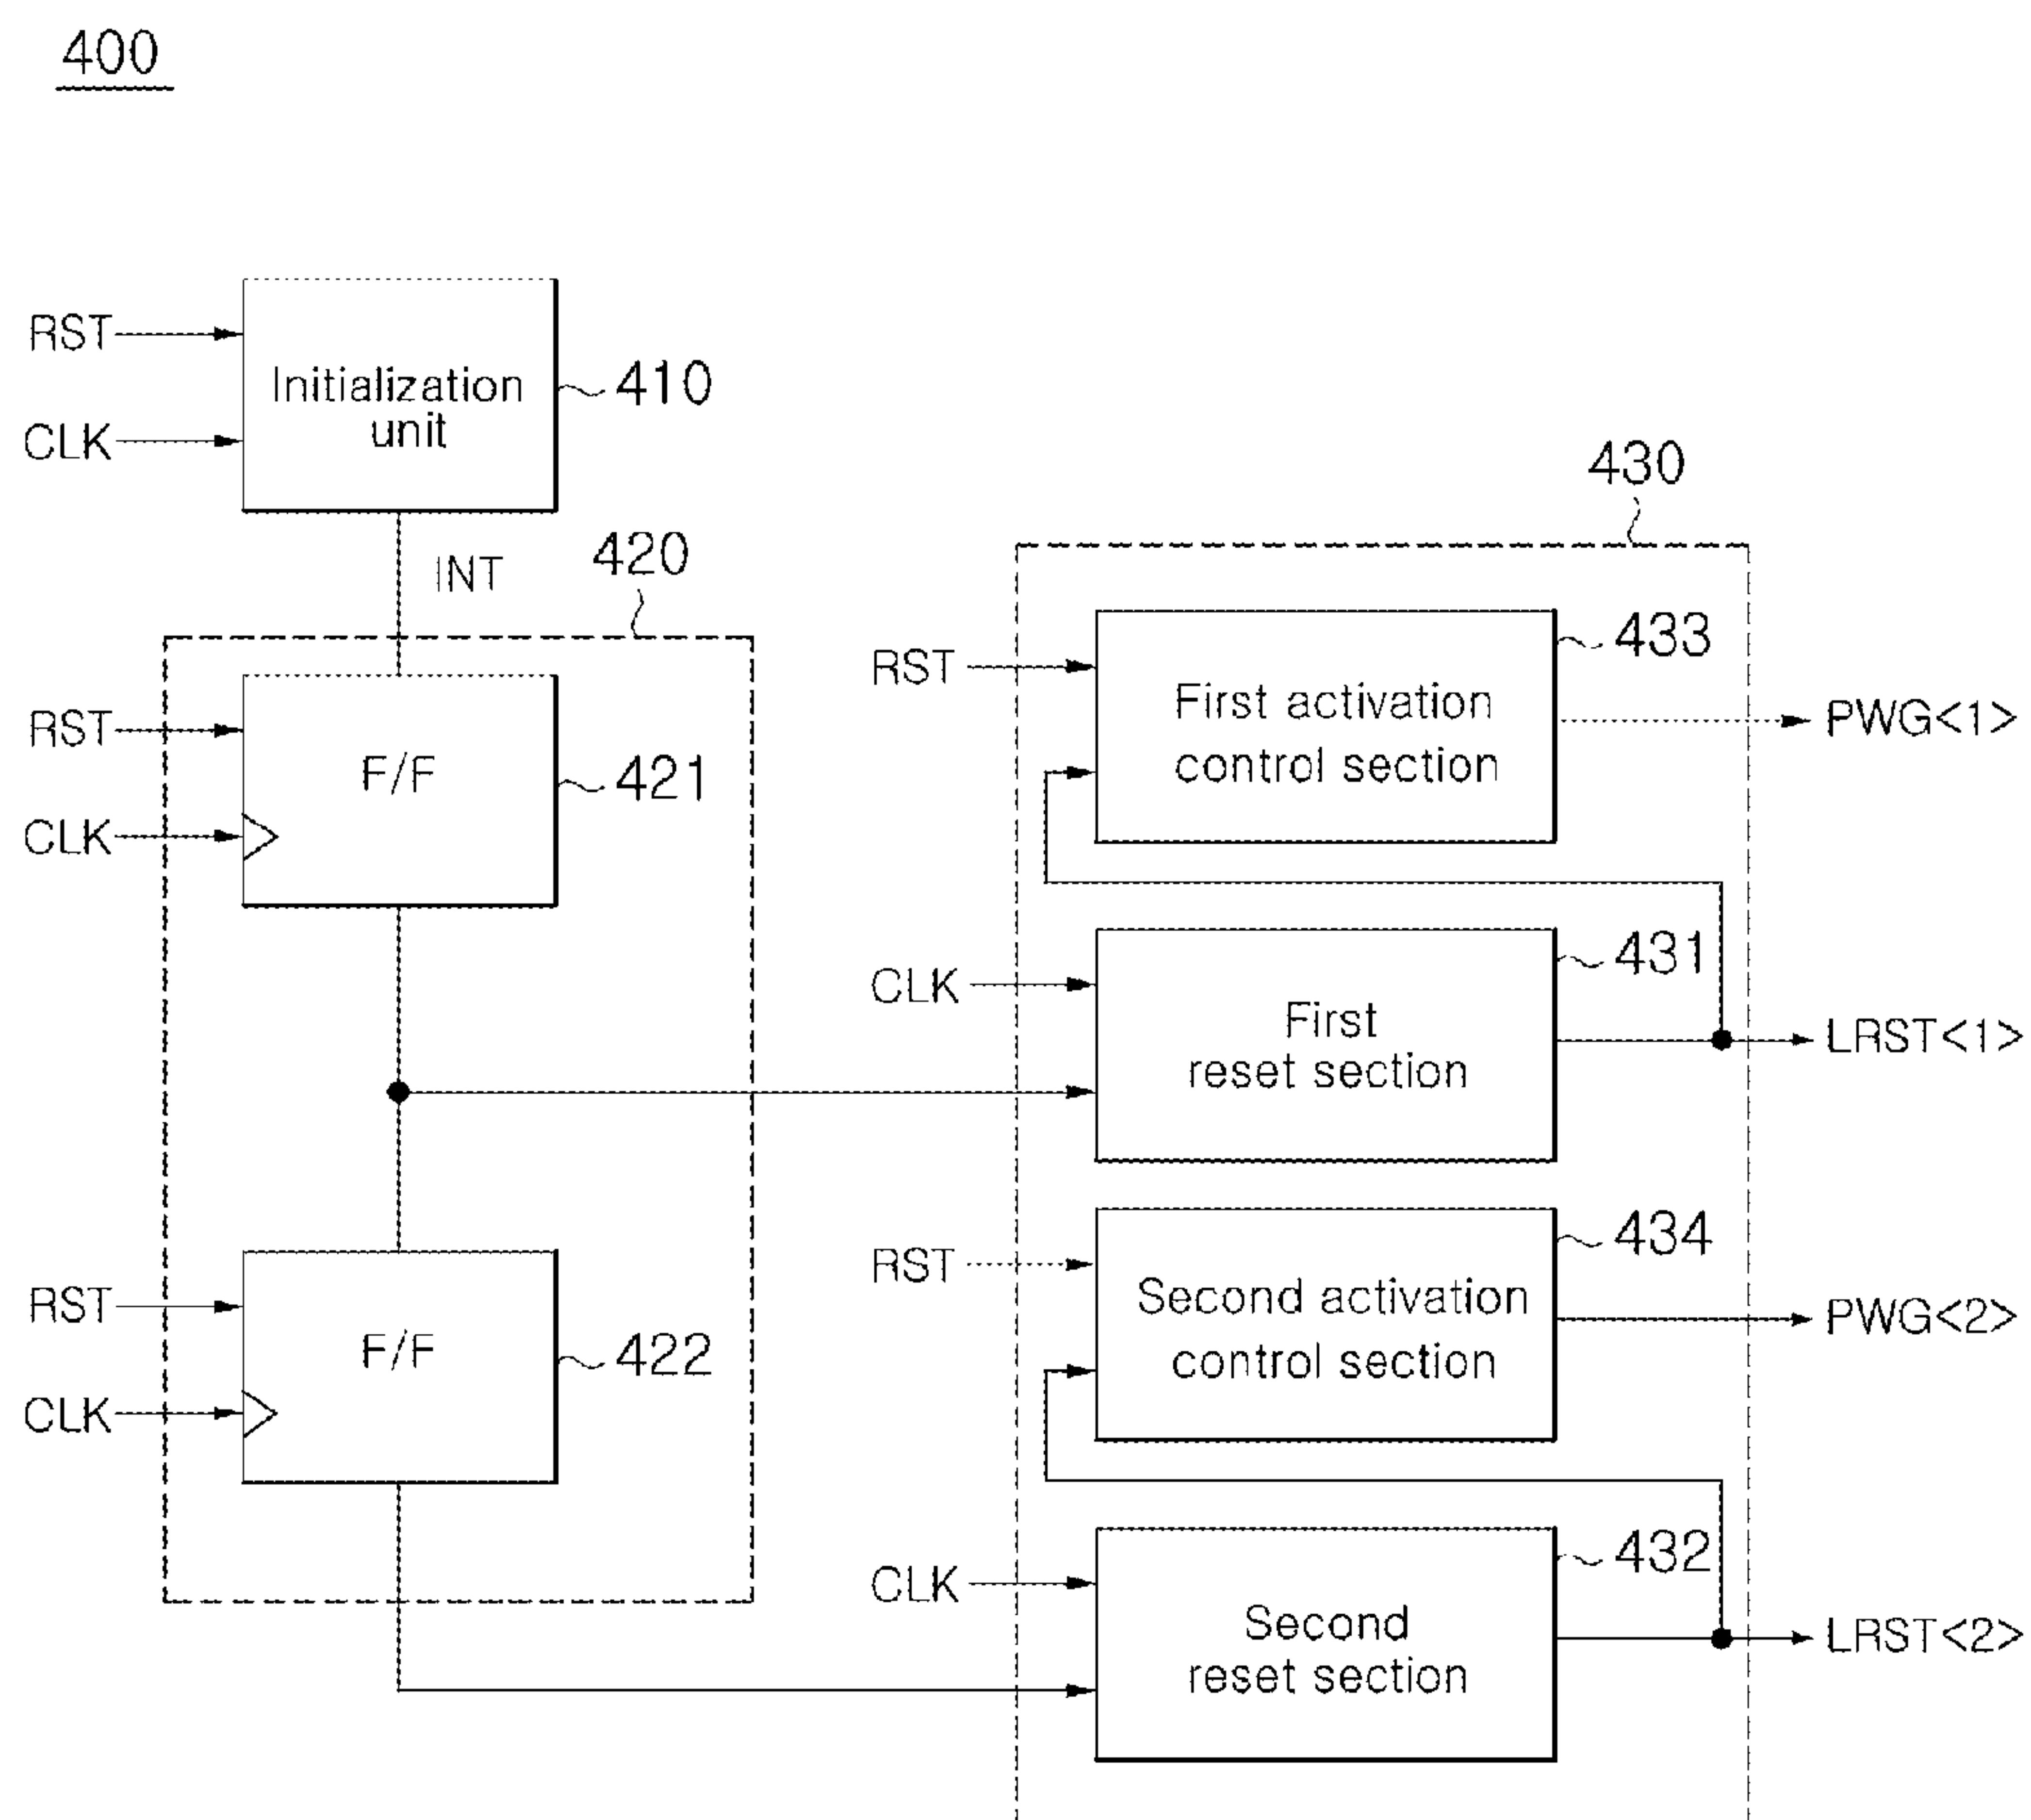 400
RST
CLK
Initialization
unit
410
INT
420
RST
CLK
F/F
421
RST
CLK
F/F
422
430
RST
First activation
control section
433
PWG<1>
CLK
First
reset section
431
LRST<1>
RST
Second activation
control section
434
PWG<2>
CLK
Second
reset section
432
LRST<2>